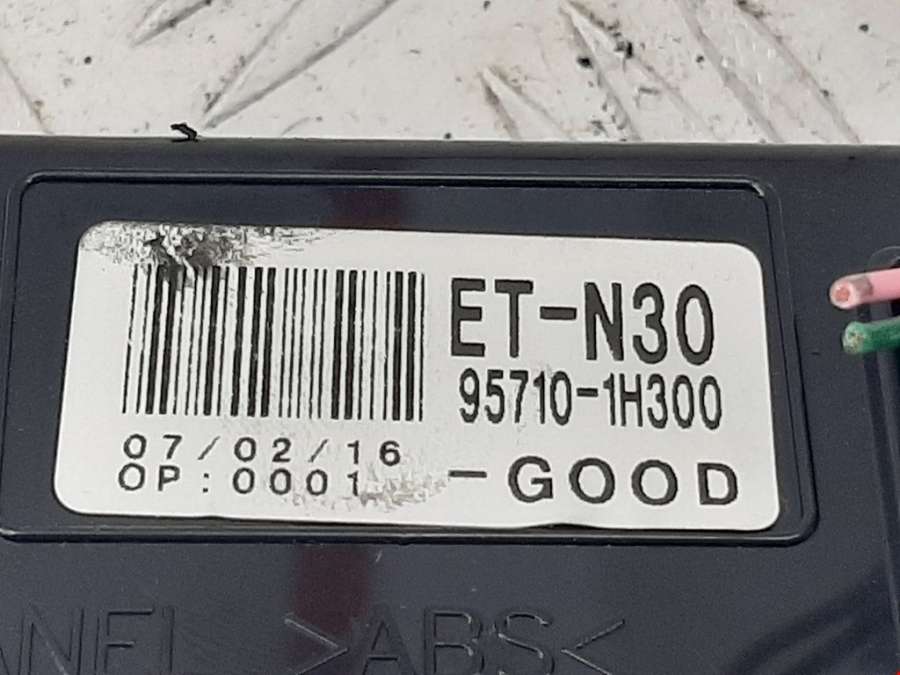 ET-N30
95710-1H300
07/02/16
OP:0001 -GOOD
>ABS<